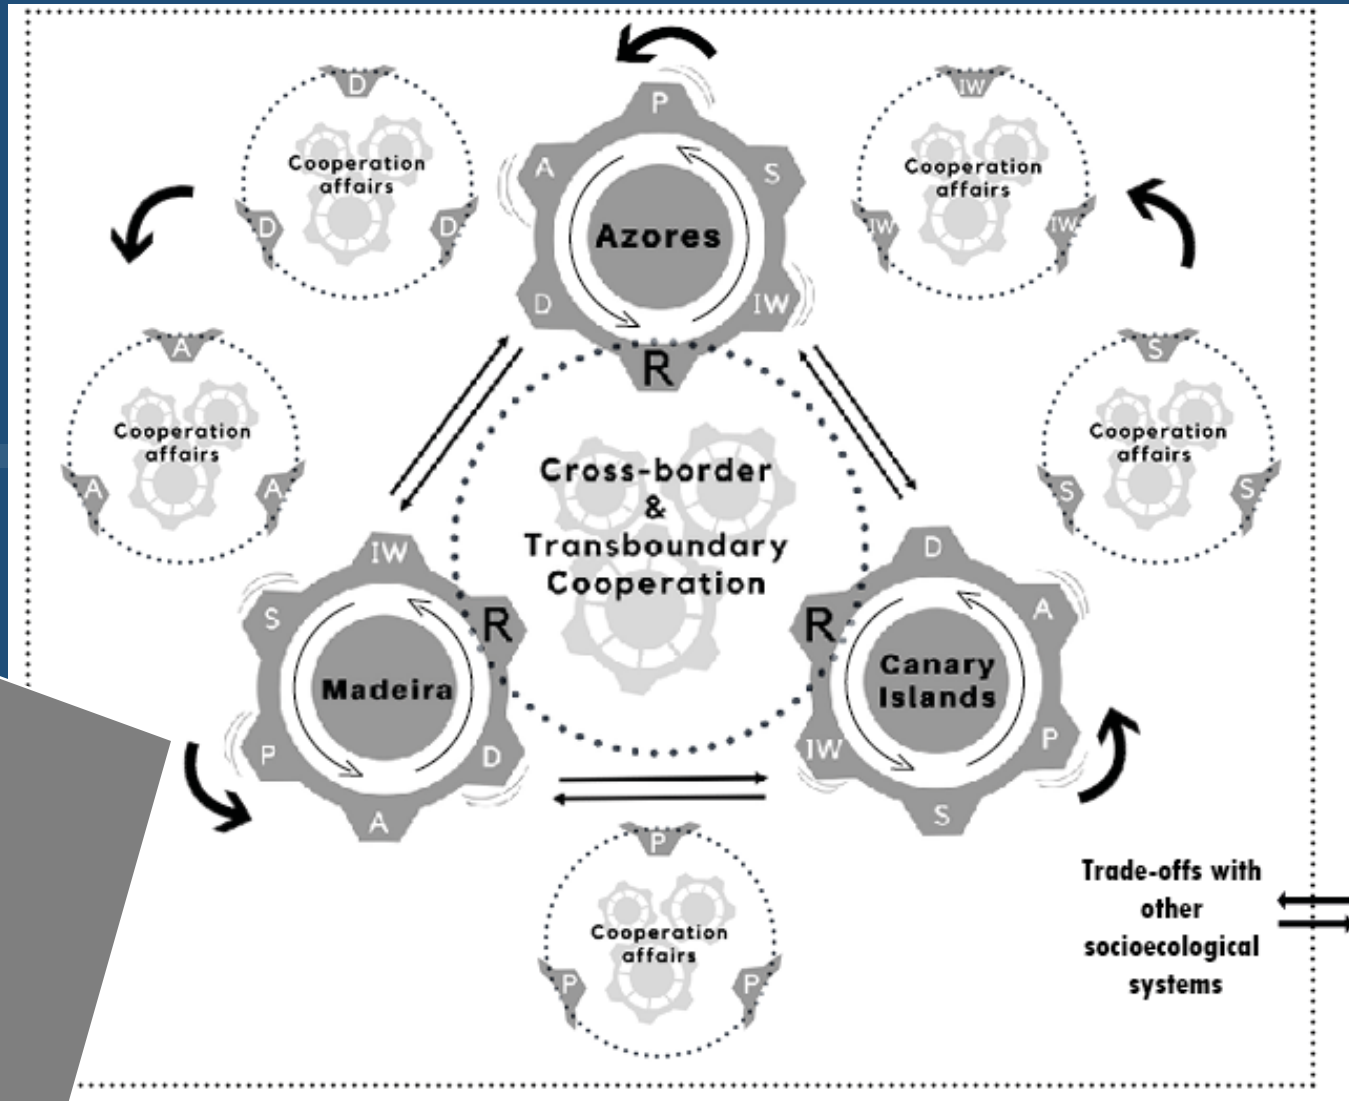 D
Cooperation
affairs
D
D
P
A
S
Azores
D
IW
R
IW
Cooperation
affairs
IW
IW
A
Cooperation
affairs
A
A
S
Cooperation
affairs
S
S
Cross-border
&
Transboundary
Cooperation
IW
S
R
Madeira
P
D
A
D
R
A
Canary
Islands
IW
P
S
P
Cooperation
affairs
P
P
Trade-offs with
other
socioecological
systems